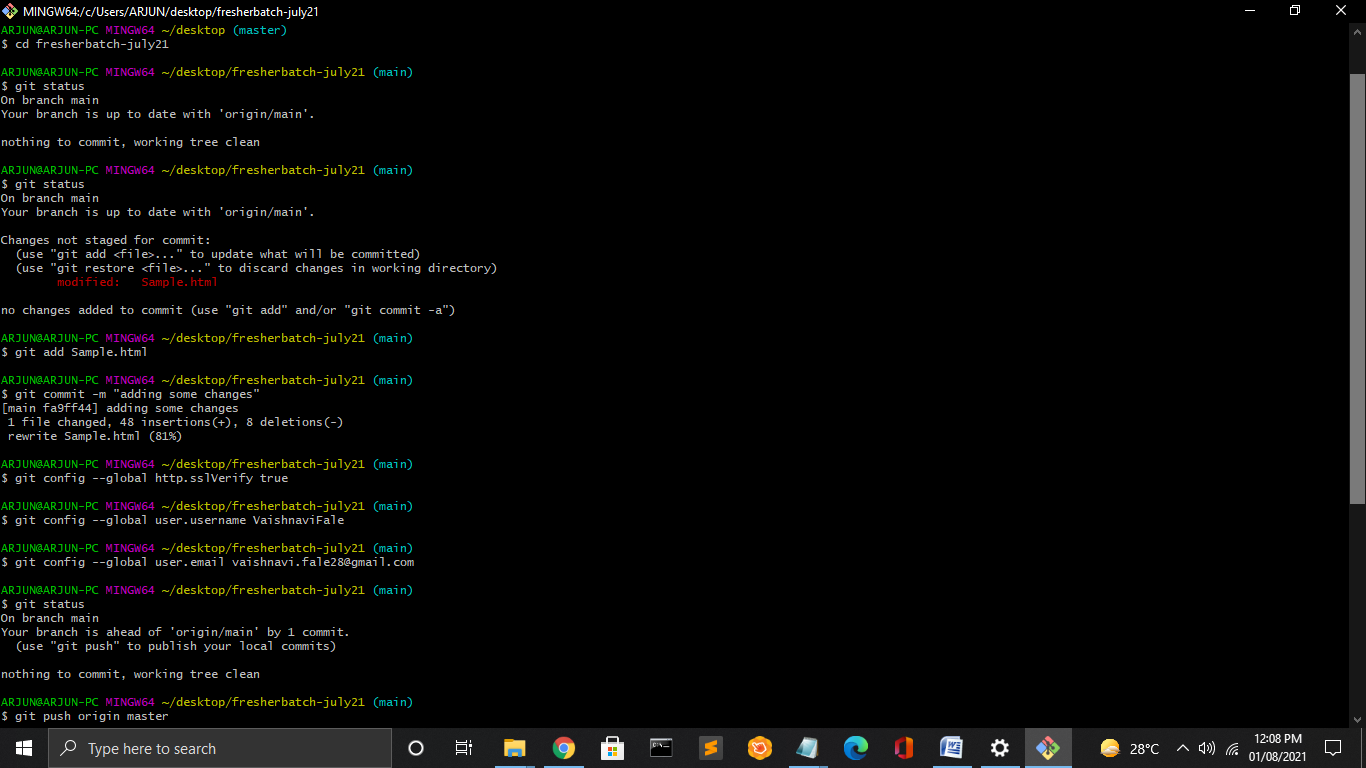 MINGW64:/c/Users/ARJUN/desktop/fresherbatch-july21
ARJUN@ARJUN-PC MINGW64 ~/desktop (master)
$ cd fresherbatch-july21
ARJUN@ARJUN-PC MINGW64 ~/desktop/fresherbatch-july21 (main)
$ git status
On branch main
Your branch is up to date with 'origin/main'.
nothing to commit, working tree clean
ARJUN@ARJUN-PC MINGW64 ~/desktop/fresherbatch-july21 (main)
$ git status
On branch main
Your branch is up to date with 'origin/main'.
Changes not staged for commit:
  (use "git add <file>..." to update what will be committed)
  (use "git restore <file>..." to discard changes in working directory)
        modified:   Sample.html
no changes added to commit (use "git add" and/or "git commit -a")
ARJUN@ARJUN-PC MINGW64 ~/desktop/fresherbatch-july21 (main)
$ git add Sample.html
ARJUN@ARJUN-PC MINGW64 ~/desktop/fresherbatch-july21 (main)
$ git commit -m "adding some changes"
[main fa9ff44] adding some changes
 1 file changed, 48 insertions(+), 8 deletions(-)
 rewrite Sample.html (81%)
ARJUN@ARJUN-PC MINGW64 ~/desktop/fresherbatch-july21 (main)
$ git config --global http.sslVerify true
ARJUN@ARJUN-PC MINGW64 ~/desktop/fresherbatch-july21 (main)
$ git config --global user.username VaishnaviFale
ARJUN@ARJUN-PC MINGW64 ~/desktop/fresherbatch-july21 (main)
$ git config --global user.email vaishnavi.fale28@gmail.com
ARJUN@ARJUN-PC MINGW64 ~/desktop/fresherbatch-july21 (main)
$ git status
On branch main
Your branch is ahead of 'origin/main' by 1 commit.
  (use "git push" to publish your local commits)
nothing to commit, working tree clean
ARJUN@ARJUN-PC MINGW64 ~/desktop/fresherbatch-july21 (main)
$ git push origin master
Type here to search
28°C
12:08 PM
01/08/2021